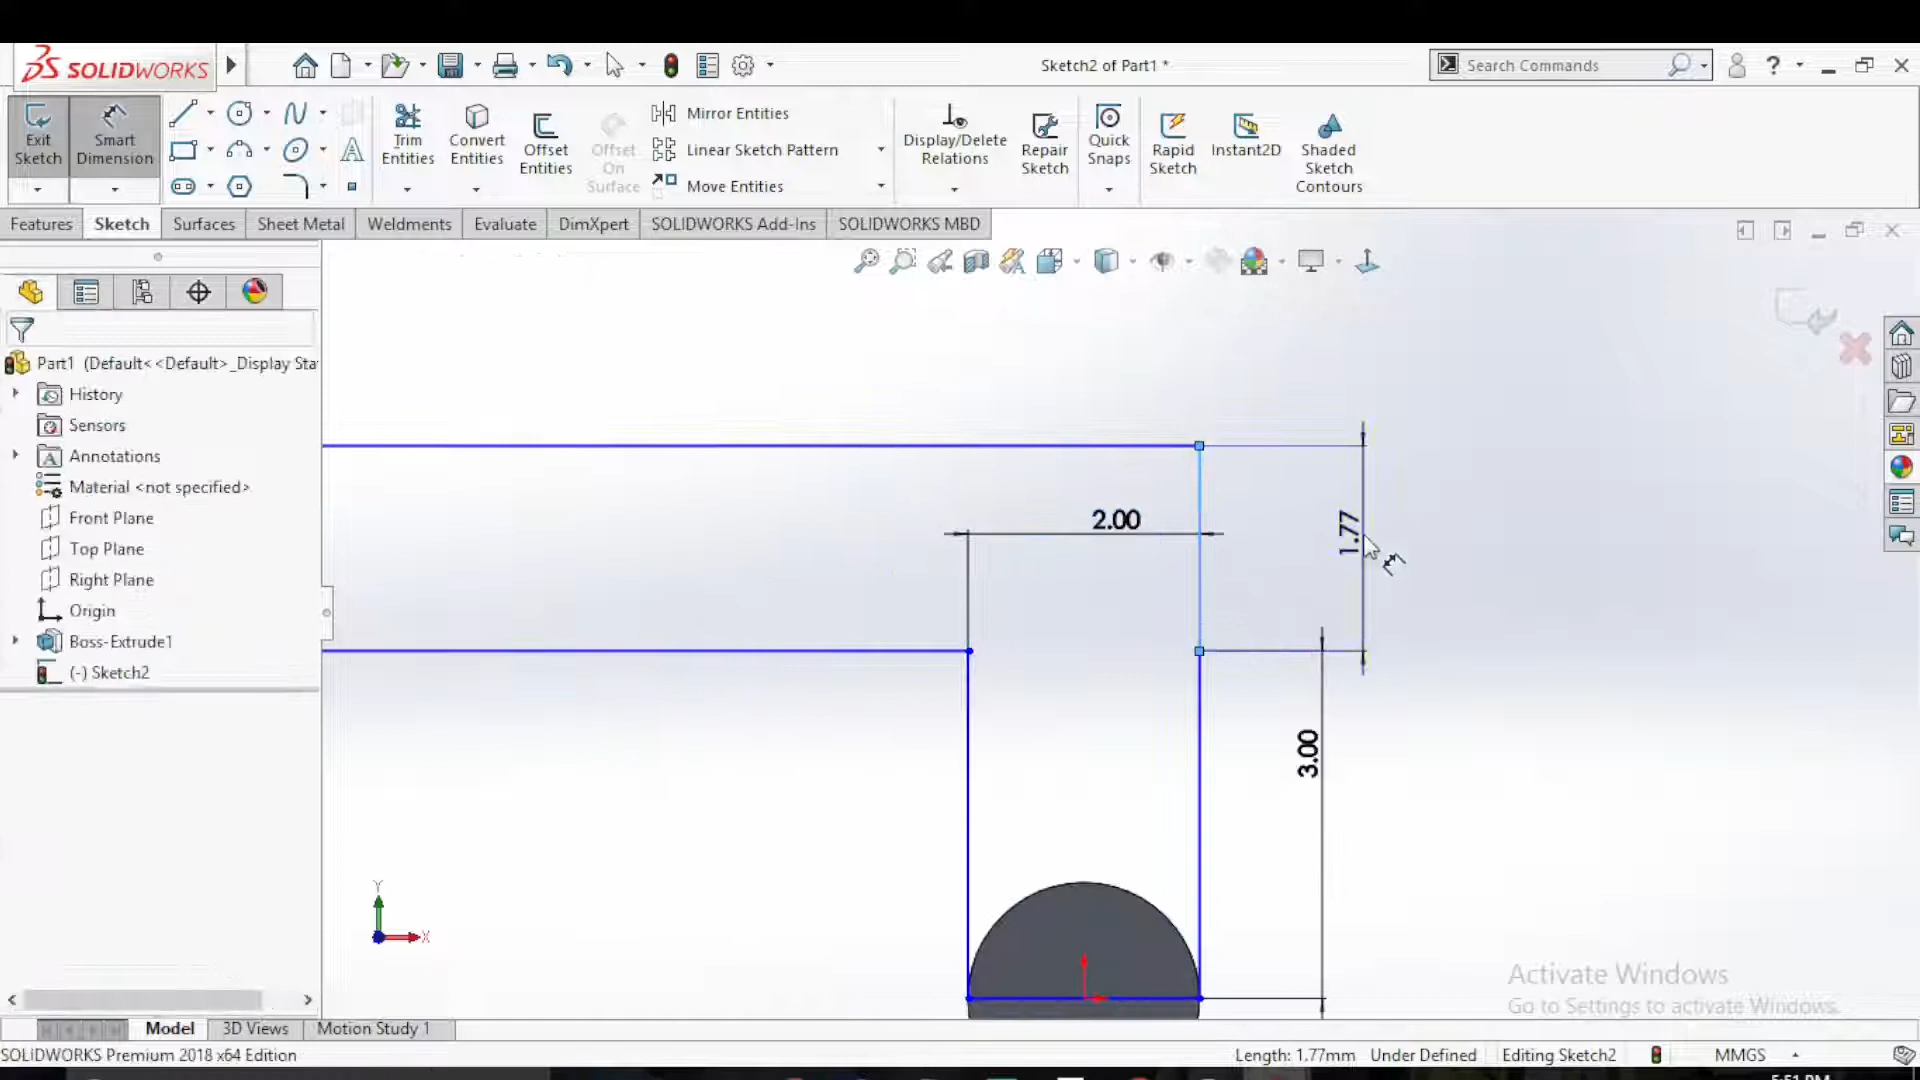 SOLIDWORKS
Sketch2 of Part1 *
Search Commands
Exit Sketch
Smart Dimension
Trim Entities
Convert Entities
Offset Entities
Offset On Surface
Mirror Entities
Linear Sketch Pattern
Move Entities
Display/Delete Relations
Repair Sketch
Quick Snaps
Rapid Sketch
Instant2D
Shaded Sketch Contours
Features
Sketch
Surfaces
Sheet Metal
Weldments
Evaluate
DimXpert
SOLIDWORKS Add-Ins
SOLIDWORKS MBD
Part1 (Default<<Default>_Display Sta
History
Sensors
Annotations
Material <not specified>
Front Plane
Top Plane
Right Plane
Origin
Boss-Extrude1
(-) Sketch2
2.00
1.77
3.00
Y
X
Activate Windows
Go to Settings to activate Windows.
Model
3D Views
Motion Study 1
SOLIDWORKS Premium 2018 x64 Edition
Length: 1.77mm
Under Defined
Editing Sketch2
MMGS
5:51 PM